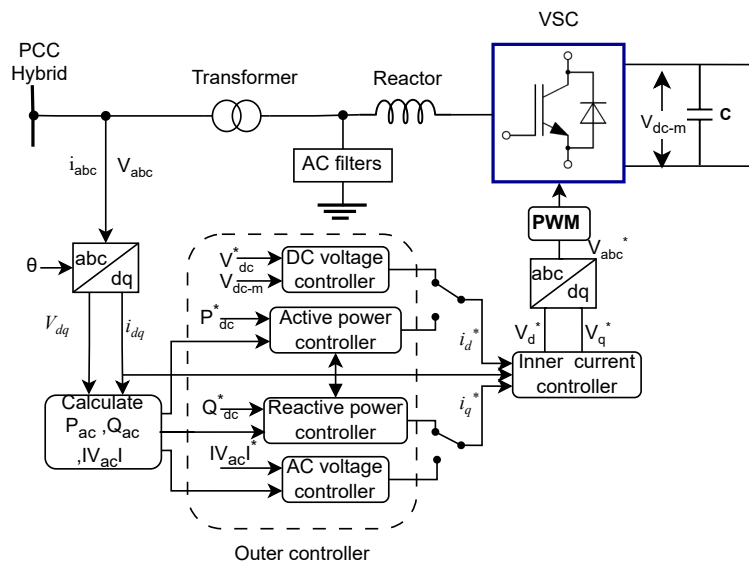 VSC
PCC
Hybrid
Transformer
Reactor
AC filters
V_dc-m
C
i_abc
V_abc
PWM
V_abc^*
θ
abc
dq
abc
dq
V^*_dc
V_dc-m
DC voltage
controller
P^*_dc
Active power
controller
V_dq
i_dq
i_d^*
V_d^*
V_q^*
Inner current
controller
Calculate
P_ac ,Q_ac
,IV_acI
Q^*_dc
Reactive power
controller
i_q^*
IV_acI^*
AC voltage
controller
Outer controller